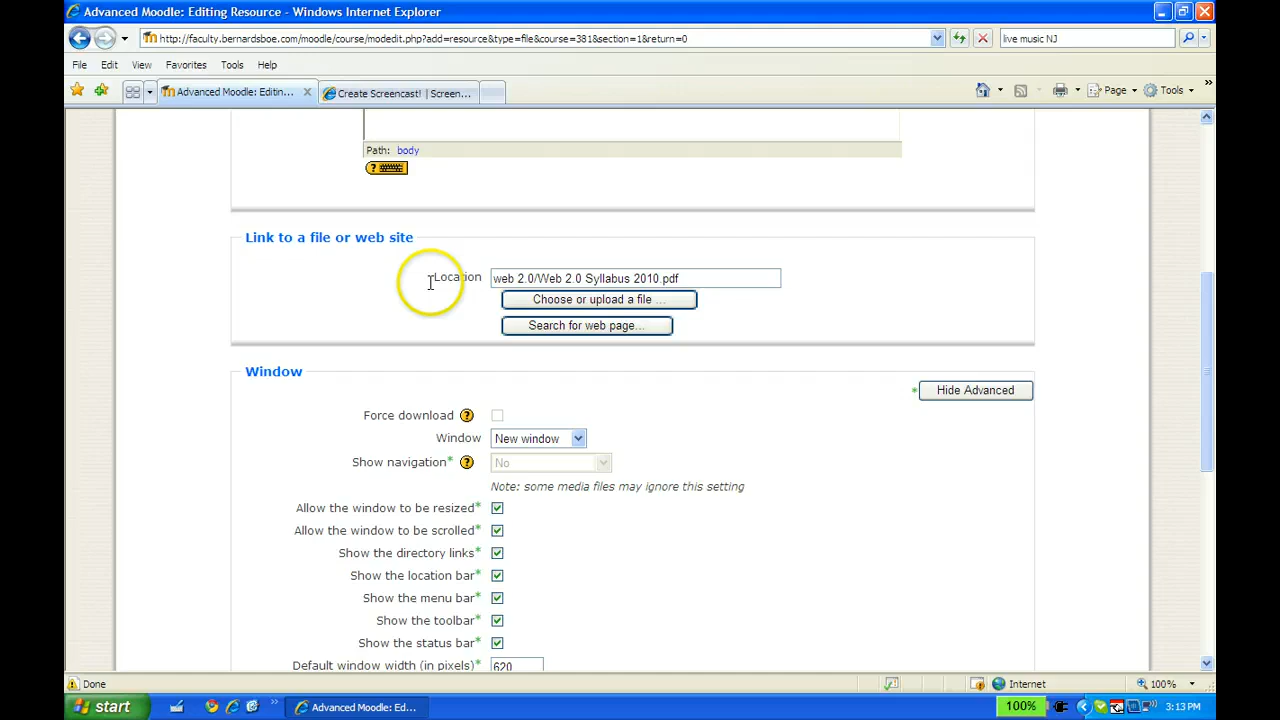 Advanced Moodle: Editing Resource - Windows Internet Explorer
http://faculty.bernardsboe.com/moodle/course/modedit.php?add=resource&type=file&course=381&section=1&return=0
live music NJ
File Edit View Favorites Tools Help
Advanced Moodle: Editin...
Create Screencast! | Screen...
Page Tools
Path: body
?
Link to a file or web site
Location web 2.0/Web 2.0 Syllabus 2010.pdf
Choose or upload a file ...
Search for web page...
Window
* Hide Advanced
Force download ?
Window New window
Show navigation* ? No
Note: some media files may ignore this setting
Allow the window to be resized*
Allow the window to be scrolled*
Show the directory links*
Show the location bar*
Show the menu bar*
Show the toolbar*
Show the status bar*
Default window width (in pixels)* 620
Done Internet 100%
start Advanced Moodle: Ed... 100% 3:13 PM